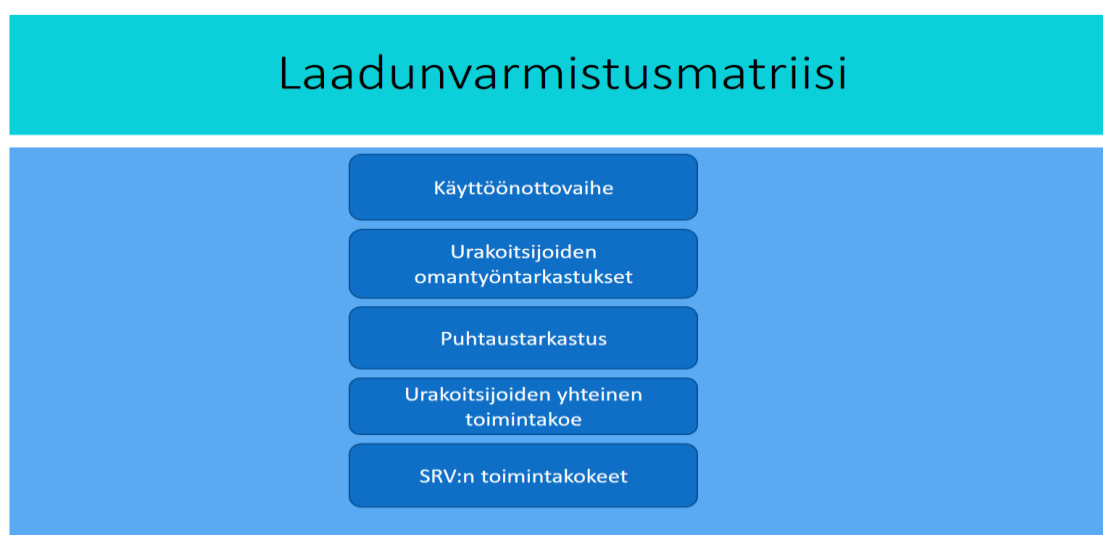 Laadunvarmistusmatriisi
Käyttöönottovaihe
Urakoitsijoiden
omantyöntarkastukset
Puhtaustarkastus
Urakoitsijoiden yhteinen
toimintakoe
SRV:n toimintakokeet